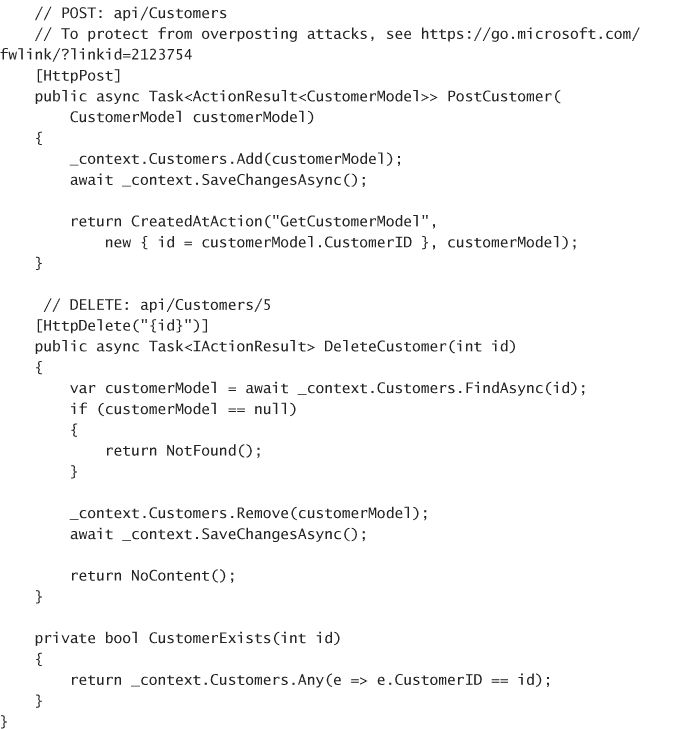 // POST: api/Customers
// To protect from overposting attacks, see https://go.microsoft.com/
fwlink/?linkid=2123754
[HttpPost]
public async Task<ActionResult<CustomerModel>> PostCustomer(
CustomerModel customerModel)
{
_context.Customers.Add(customerModel);
await _context.SaveChangesAsync();
return CreatedAtAction("GetCustomerModel",
new { id = customerModel.CustomerID }, customerModel);
}
// DELETE: api/Customers/5
[HttpDelete("{id}")]
public async Task<IActionResult> DeleteCustomer(int id)
{
var customerModel = await _context.Customers.FindAsync(id);
if (customerModel == null)
{
return NotFound();
}
_context.Customers.Remove(customerModel);
await _context.SaveChangesAsync();
return NoContent();
}
private bool CustomerExists(int id)
{
return _context.Customers.Any(e => e.CustomerID == id);
}
}